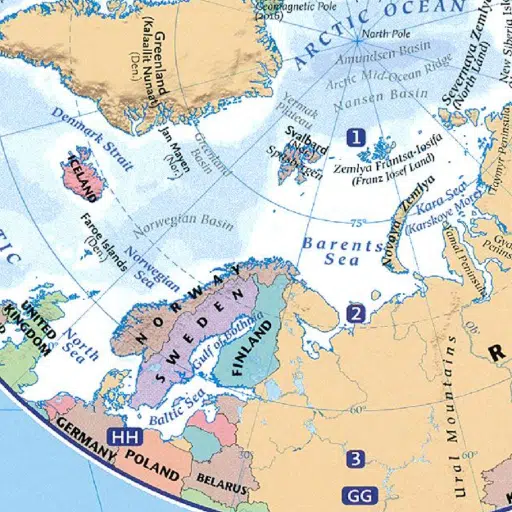 Geomagnetic Pole
(2016)
ARCTIC OCEAN
North Pole
Amundsen Basin
Arctic Mid-Ocean Ridge
Nansen Basin
Severnaya Zemlya
(North Land)
New Siberian
Greenland
(Kalaallit Nunaat)
(Den.)
Yermak
Plateau
Svalbard
(Nor.)
Spitsbergen
1
Zemlya Frantsa-Iosifa
(Franz Josef Land)
Taymyr Peninsula
Denmark Strait
Jan Mayen
(Nor.)
Greenland
Basin
ICELAND
Novaya Zemlya
Kara Sea
(Karskoye More)
Yamal Peninsula
Gyda
Peninsula
75°
Faroe Islands
(Den.)
Norwegian Basin
Norwegian
Sea
Barents
Sea
NORWAY
SWEDEN
FINLAND
Gulf of Bothnia
2
Ob'
UNITED
KINGDOM
North
Sea
Ural Mountains
R
Baltic Sea
60°
GERMANY
HH
POLAND
BELARUS
30°
3
60°
GG
K